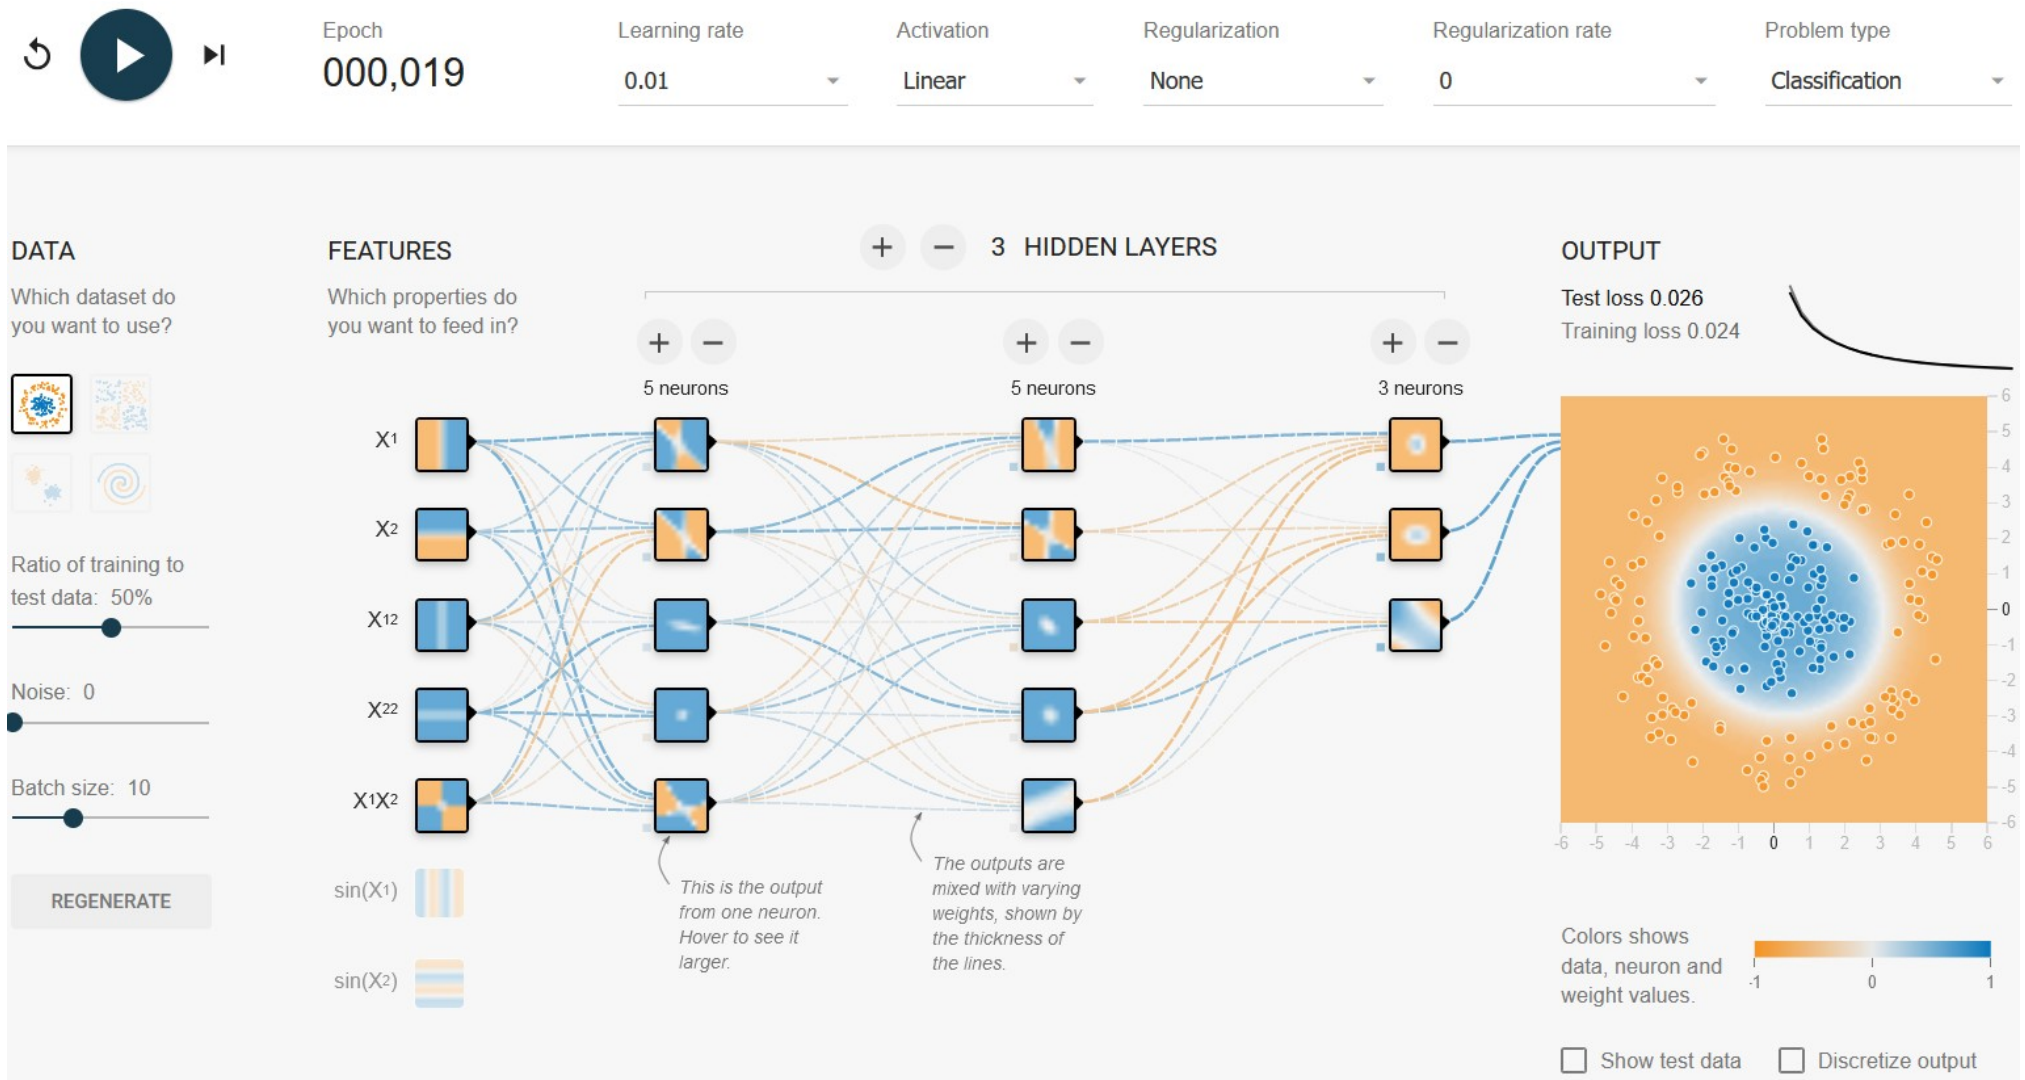 Epoch
000,019
Learning rate
0.01
Activation
Linear
Regularization
None
Regularization rate
0
Problem type
Classification
DATA
Which dataset do
you want to use?
Ratio of training to
test data: 50%
Noise: 0
Batch size: 10
REGENERATE
FEATURES
Which properties do
you want to feed in?
X1
X2
X12
X22
X1X2
sin(X1)
sin(X2)
+ − 3 HIDDEN LAYERS
+ −
5 neurons
+ −
5 neurons
+ −
3 neurons
This is the output
from one neuron.
Hover to see it
larger.
The outputs are
mixed with varying
weights, shown by
the thickness of
the lines.
OUTPUT
Test loss 0.026
Training loss 0.024
6
5
4
3
2
1
0
-1
-2
-3
-4
-5
-6
-6 -5 -4 -3 -2 -1 0 1 2 3 4 5 6
Colors shows
data, neuron and
weight values.
-1 0 1
Show test data
Discretize output